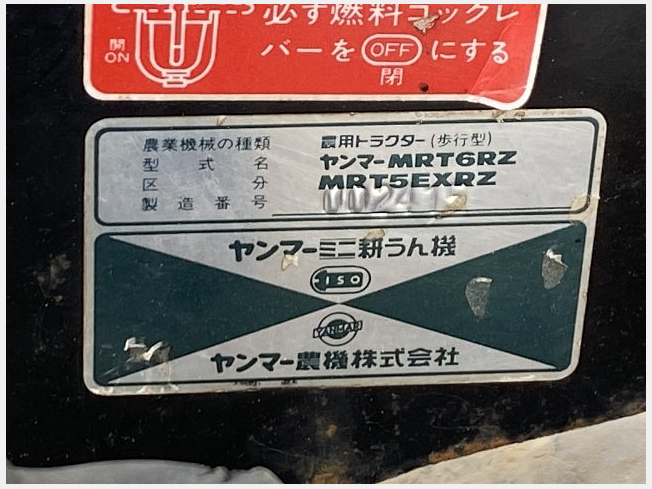 必ず燃料コックレ
開 ON
バーを OFF にする
閉
農業機械の種類 農用トラクター(歩行型)
型式名 ヤンマーMRT6RZ
区分 MRT5EXRZ
製造番号
ヤンマーミニ耕うん機
ISO
YANMAR
ヤンマー農機株式会社